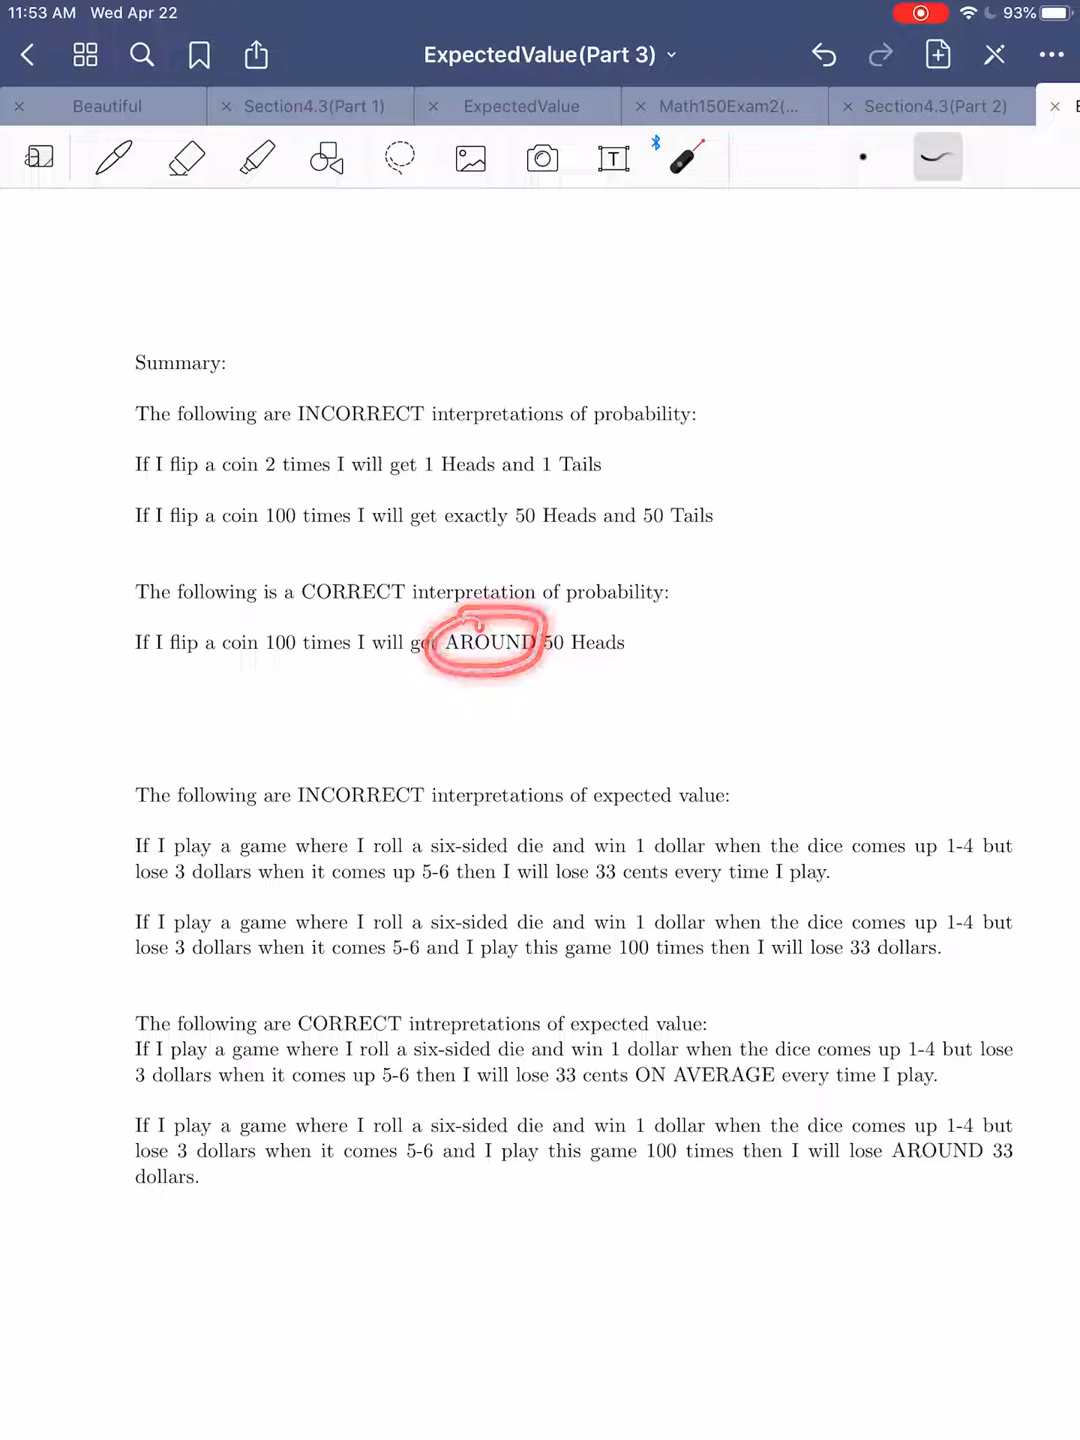 11:53 AM Wed Apr 22
93%
ExpectedValue(Part 3)
Beautiful
Section4.3(Part 1)
ExpectedValue
Math150Exam2(...
Section4.3(Part 2)
T
Summary:
The following are INCORRECT interpretations of probability:
If I flip a coin 2 times I will get 1 Heads and 1 Tails
If I flip a coin 100 times I will get exactly 50 Heads and 50 Tails
The following is a CORRECT interpretation of probability:
If I flip a coin 100 times I will get AROUND 50 Heads
The following are INCORRECT interpretations of expected value:
If I play a game where I roll a six-sided die and win 1 dollar when the dice comes up 1-4 but
lose 3 dollars when it comes up 5-6 then I will lose 33 cents every time I play.
If I play a game where I roll a six-sided die and win 1 dollar when the dice comes up 1-4 but
lose 3 dollars when it comes 5-6 and I play this game 100 times then I will lose 33 dollars.
The following are CORRECT intrepretations of expected value:
If I play a game where I roll a six-sided die and win 1 dollar when the dice comes up 1-4 but lose
3 dollars when it comes up 5-6 then I will lose 33 cents ON AVERAGE every time I play.
If I play a game where I roll a six-sided die and win 1 dollar when the dice comes up 1-4 but
lose 3 dollars when it comes 5-6 and I play this game 100 times then I will lose AROUND 33
dollars.